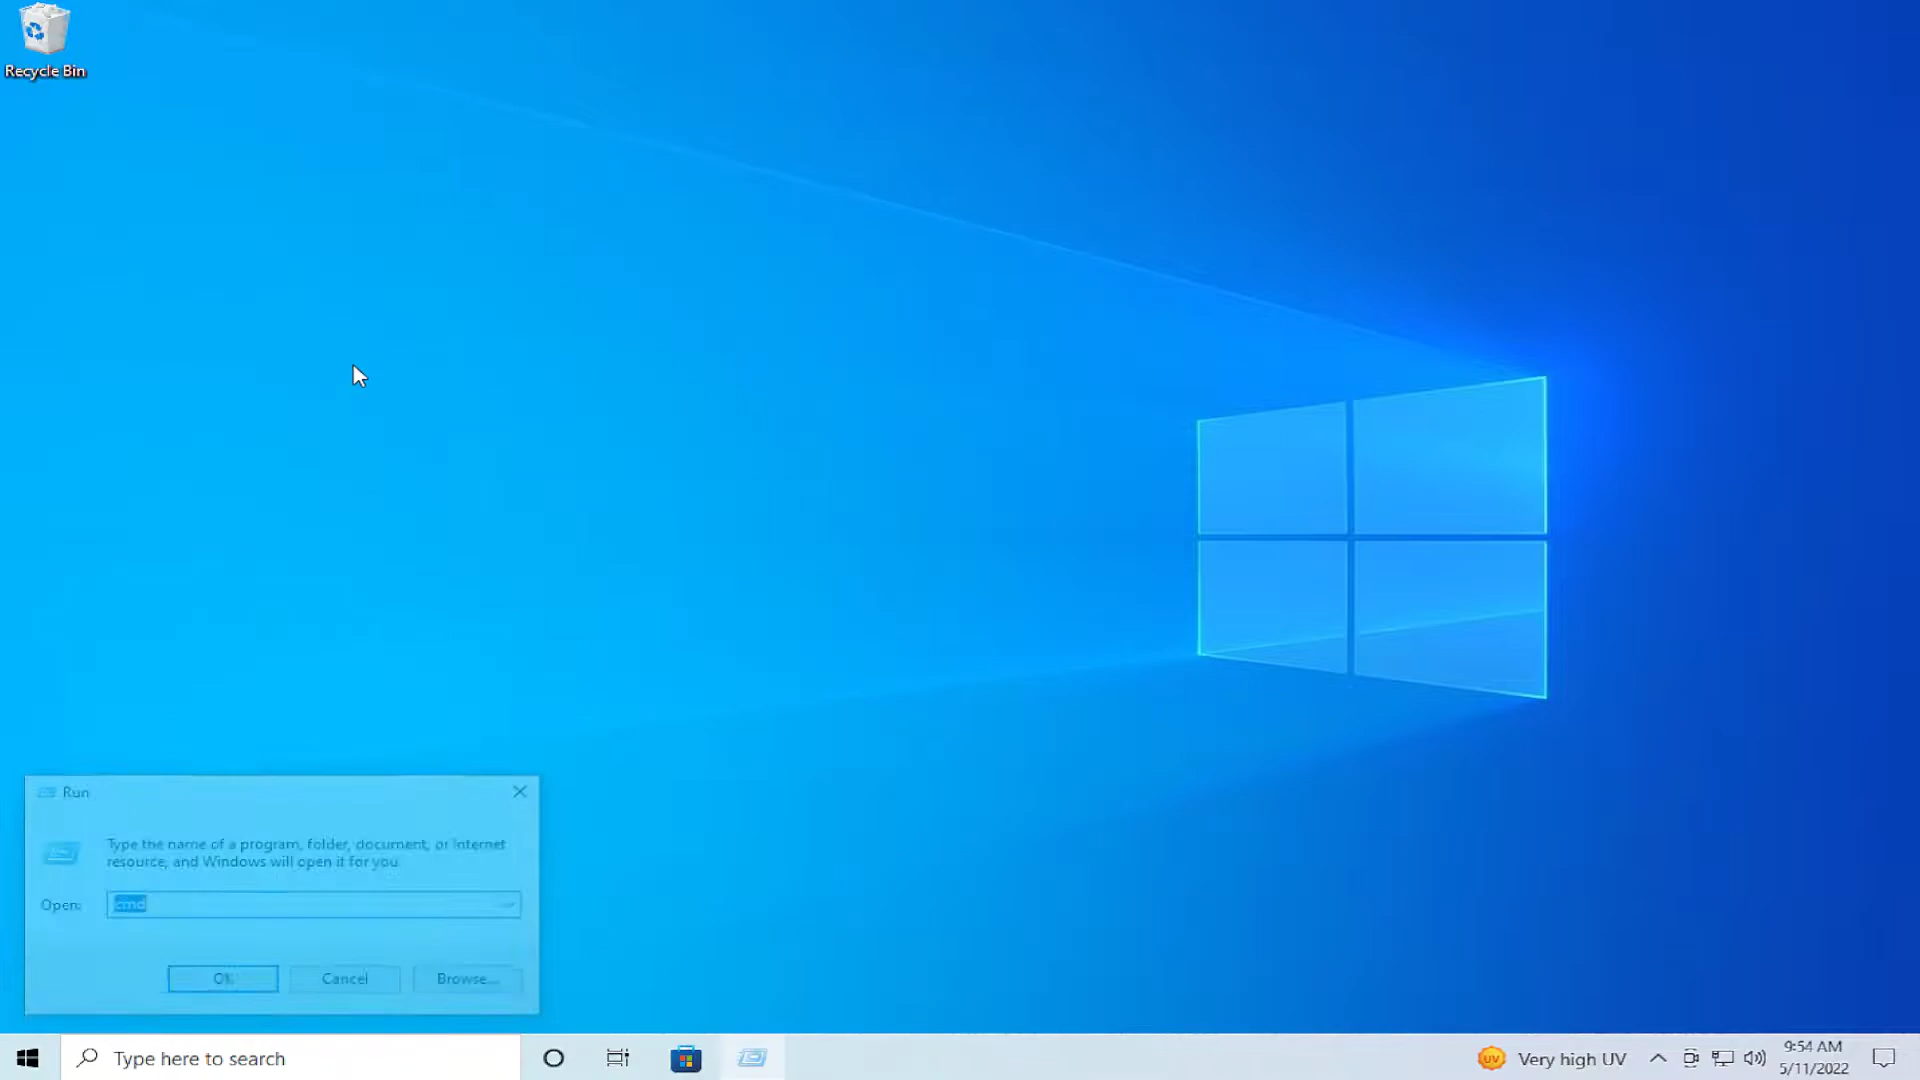 Recycle Bin
Run
Type the name of a program, folder, document, or Internet
resource, and Windows will open it for you.
Open:
cmd
OK
Cancel
Browse...
Type here to search
UV
Very high UV
9:54 AM
5/11/2022